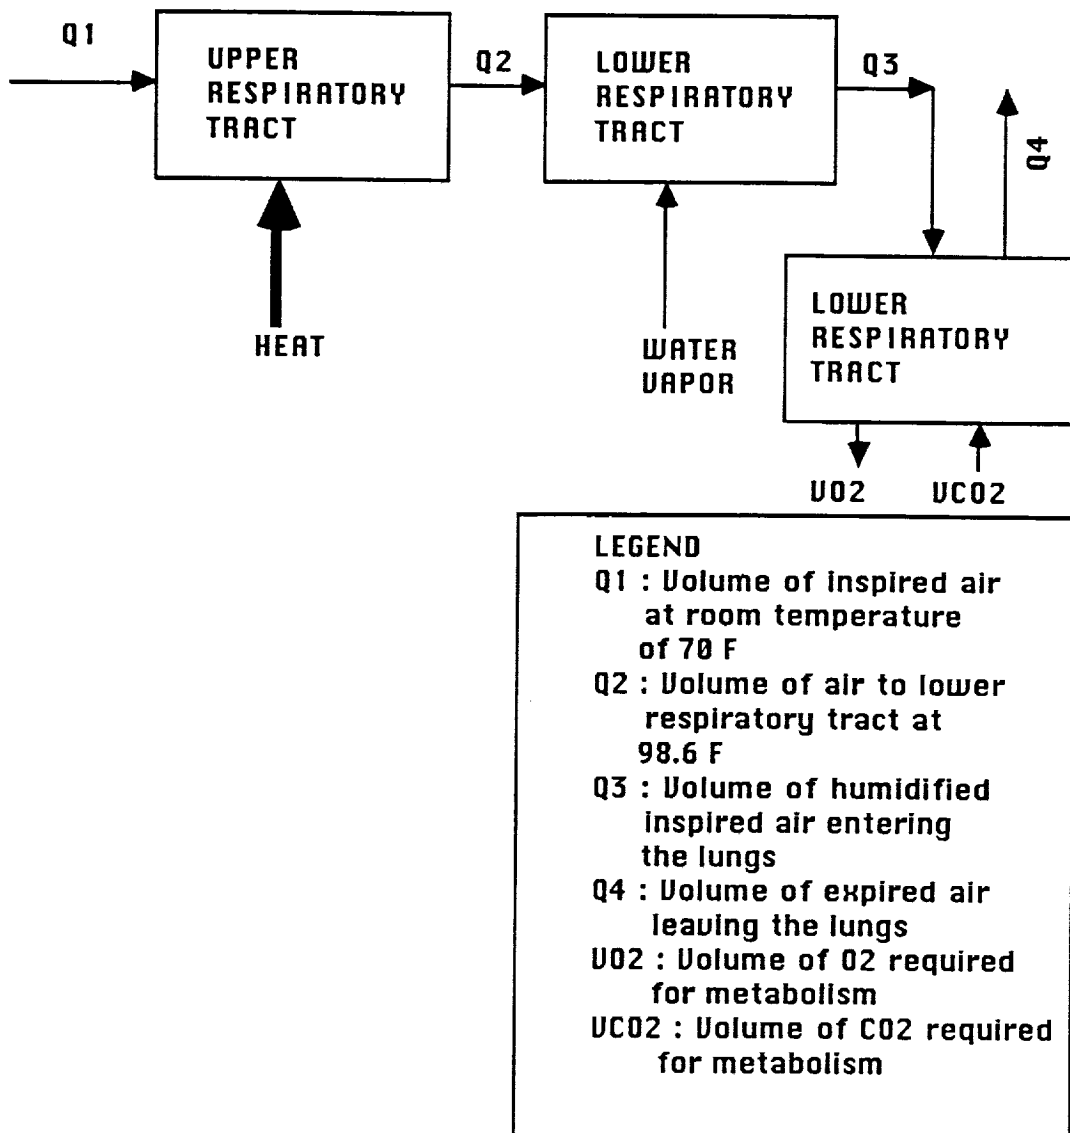 Q1
UPPER
RESPIRATORY
TRACT
Q2
LOWER
RESPIRATORY
TRACT
Q3
Q4
HEAT
WATER
VAPOR
LOWER
RESPIRATORY
TRACT
VO2
VCO2
LEGEND
Q1 : Volume of inspired air
at room temperature
of 70 F
Q2 : Volume of air to lower
respiratory tract at
98.6 F
Q3 : Volume of humidified
inspired air entering
the lungs
Q4 : Volume of expired air
leaving the lungs
VO2 : Volume of O2 required
for metabolism
VCO2 : Volume of CO2 required
for metabolism